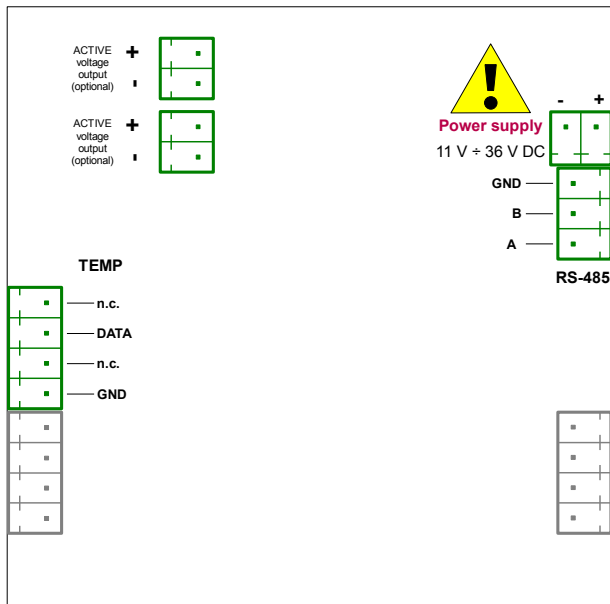 ACTIVE
voltage
output
(optional)
+
-
ACTIVE
voltage
output
(optional)
+
-
!
Power supply
- +
11 V ÷ 36 V DC
GND
B
A
RS-485
TEMP
n.c.
DATA
n.c.
GND